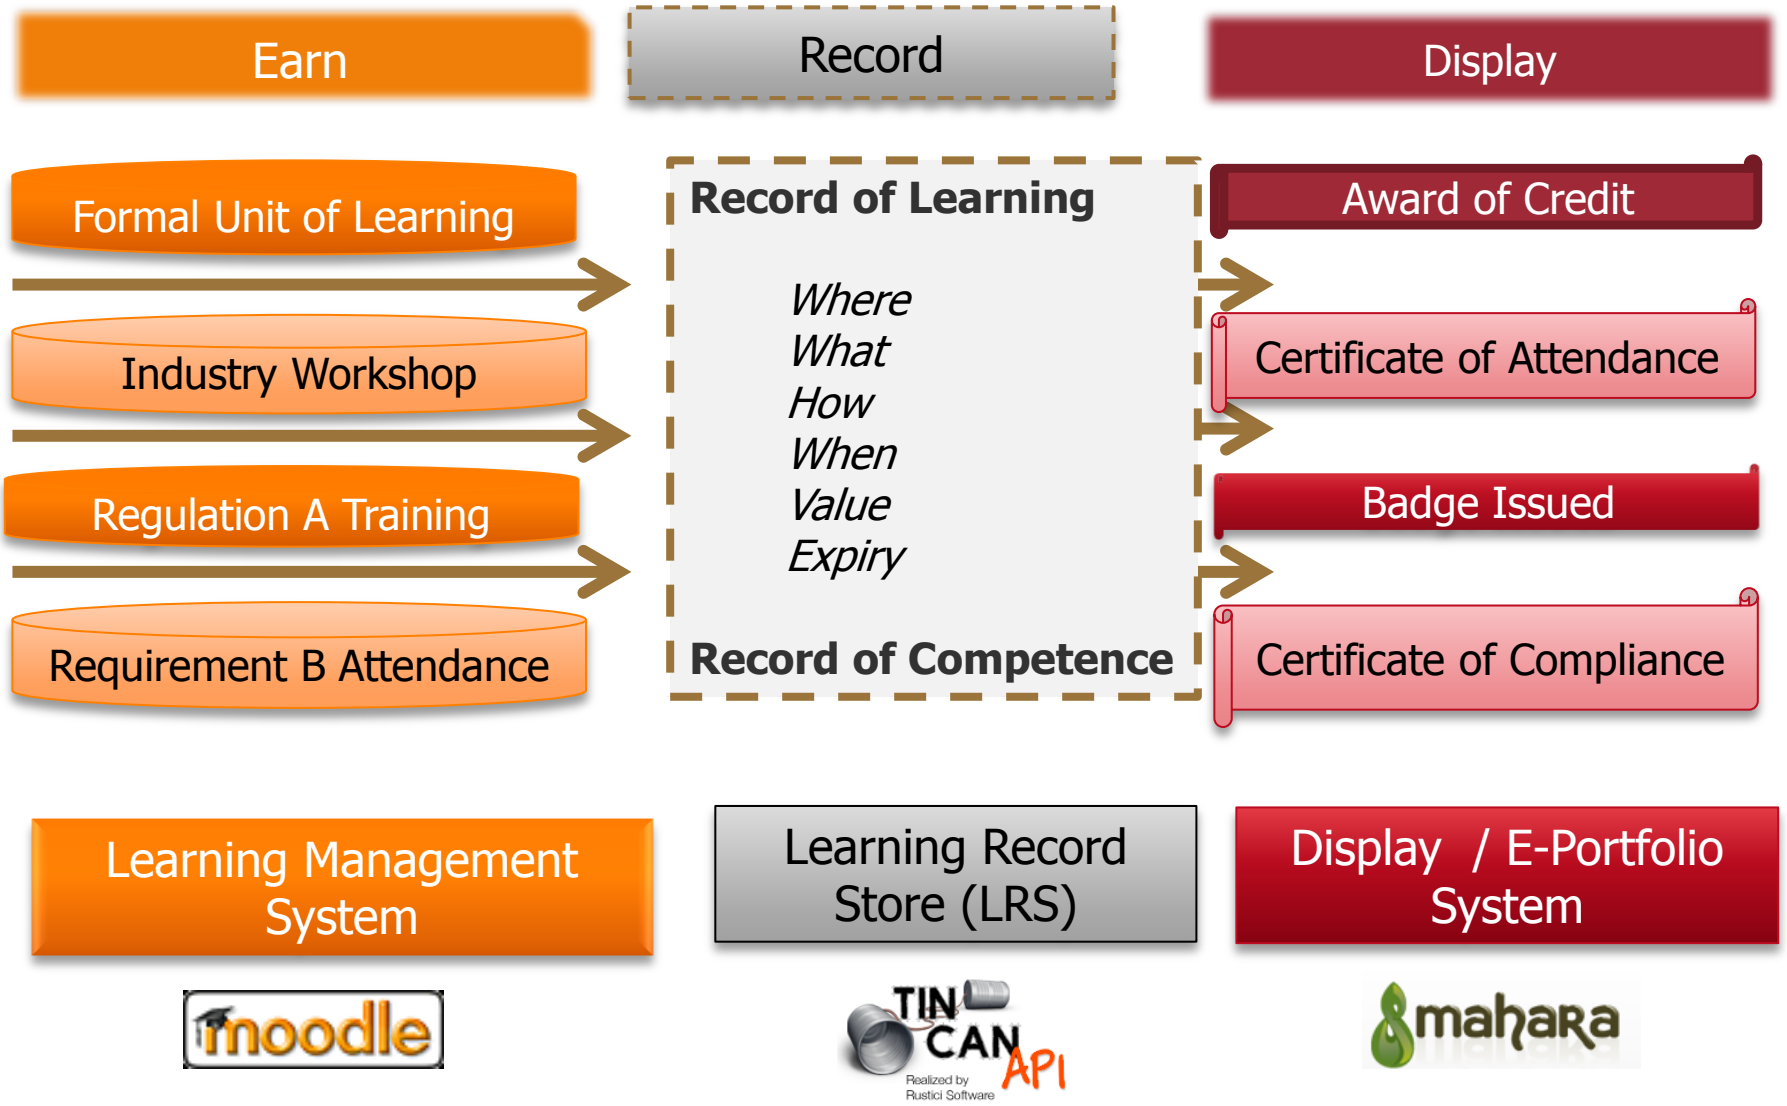 Earn
Record
Display
Formal Unit of Learning
Industry Workshop
Regulation A Training
Requirement B Attendance
Record of Learning
Where
What
How
When
Value
Expiry
Record of Competence
Award of Credit
Certificate of Attendance
Badge Issued
Certificate of Compliance
Learning Management
System
Learning Record
Store (LRS)
Display / E-Portfolio
System
moodle
TIN
CAN
API
Realized by
Rustici Software
mahara